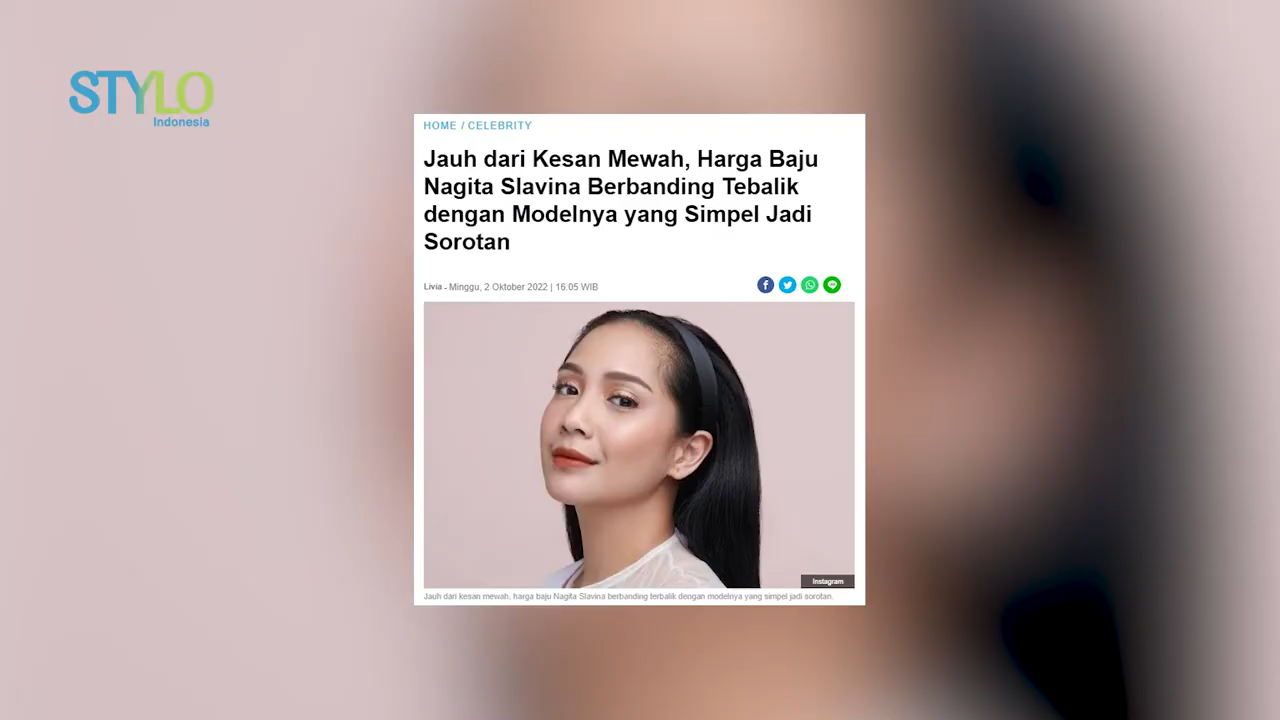 STYLO
Indonesia
HOME / CELEBRITY
Jauh dari Kesan Mewah, Harga Baju
Nagita Slavina Berbanding Tebalik
dengan Modelnya yang Simpel Jadi
Sorotan
Livia - Minggu, 2 Oktober 2022 | 16:05 WIB
Instagram
Jauh dari kesan mewah, harga baju Nagita Slavina berbanding terbalik dengan modelnya yang simpel jadi sorotan.